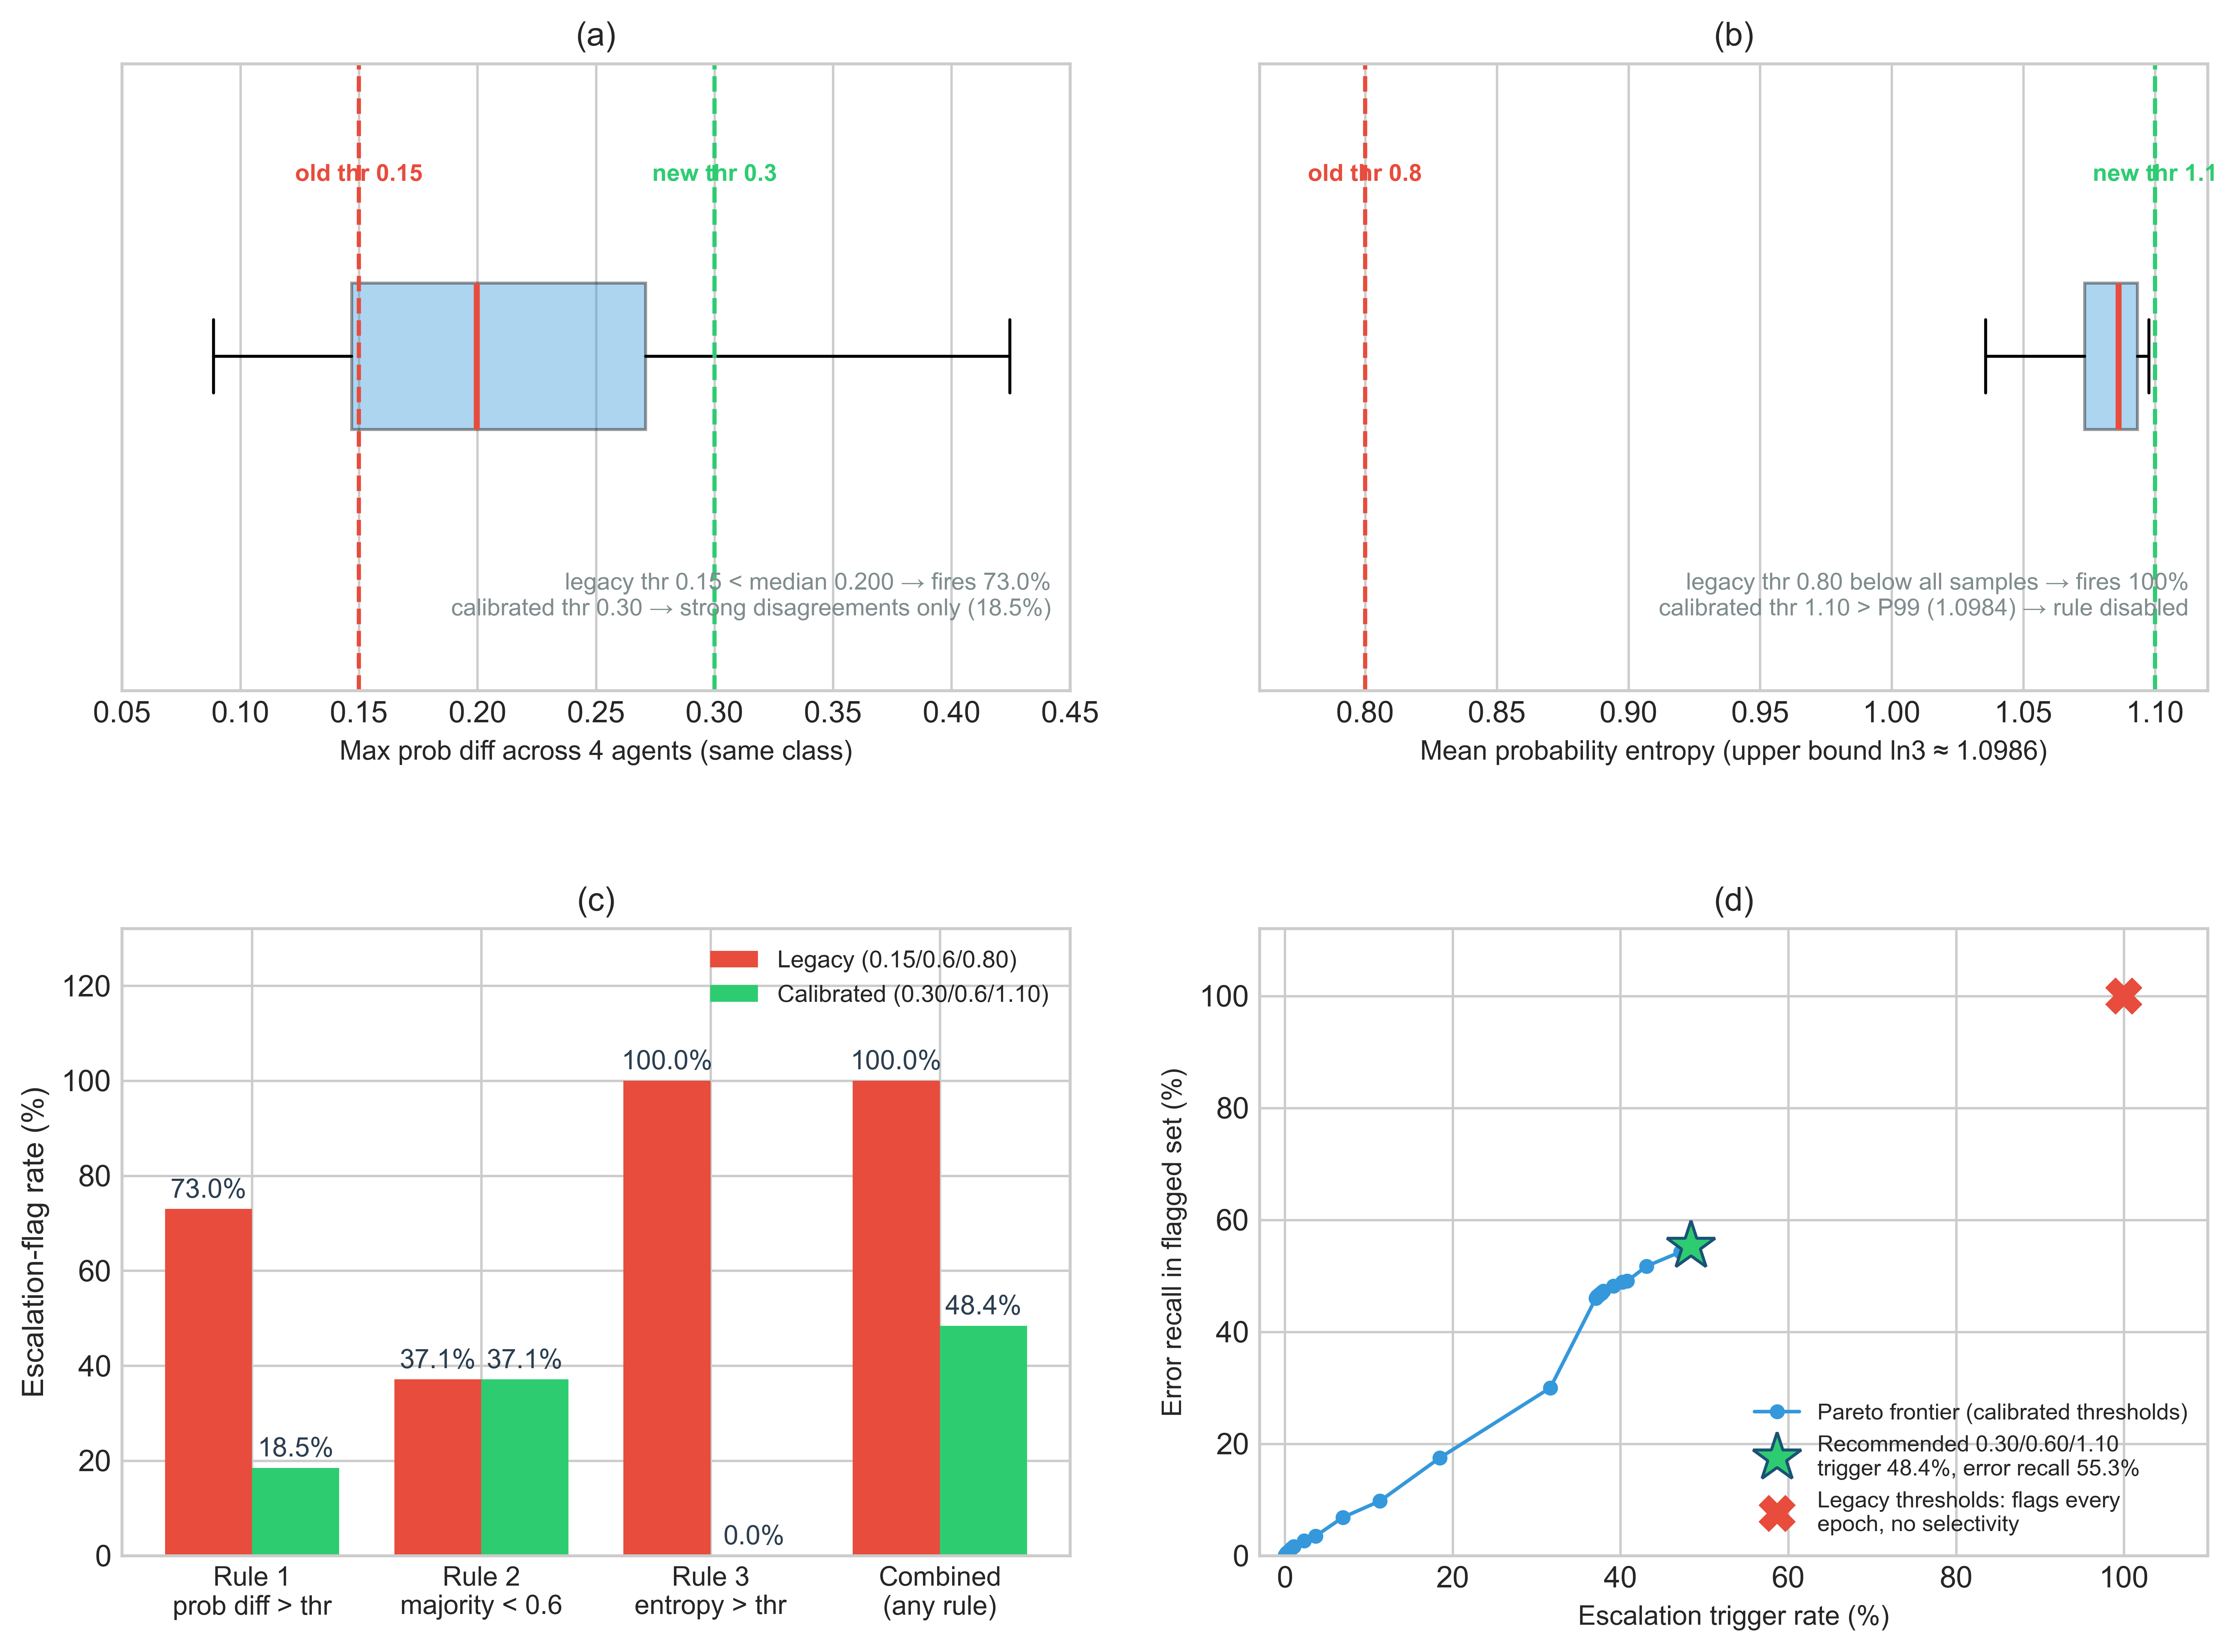 (a)
old thr 0.15
new thr 0.3
legacy thr 0.15 < median 0.200 → fires 73.0%
calibrated thr 0.30 → strong disagreements only (18.5%)
0.05 0.10 0.15 0.20 0.25 0.30 0.35 0.40 0.45
Max prob diff across 4 agents (same class)
(b)
old thr 0.8
new thr 1.1
legacy thr 0.80 below all samples → fires 100%
calibrated thr 1.10 > P99 (1.0984) → rule disabled
0.80 0.85 0.90 0.95 1.00 1.05 1.10
Mean probability entropy (upper bound ln3 ≈ 1.0986)
(c)
Legacy (0.15/0.6/0.80)
Calibrated (0.30/0.6/1.10)
Escalation-flag rate (%)
120
100
80
60
40
20
0
73.0%
18.5%
37.1%
37.1%
100.0%
0.0%
100.0%
48.4%
Rule 1
prob diff > thr
Rule 2
majority < 0.6
Rule 3
entropy > thr
Combined
(any rule)
(d)
Error recall in flagged set (%)
100
80
60
40
20
0
Pareto frontier (calibrated thresholds)
Recommended 0.30/0.60/1.10
trigger 48.4%, error recall 55.3%
Legacy thresholds: flags every
epoch, no selectivity
0 20 40 60 80 100
Escalation trigger rate (%)